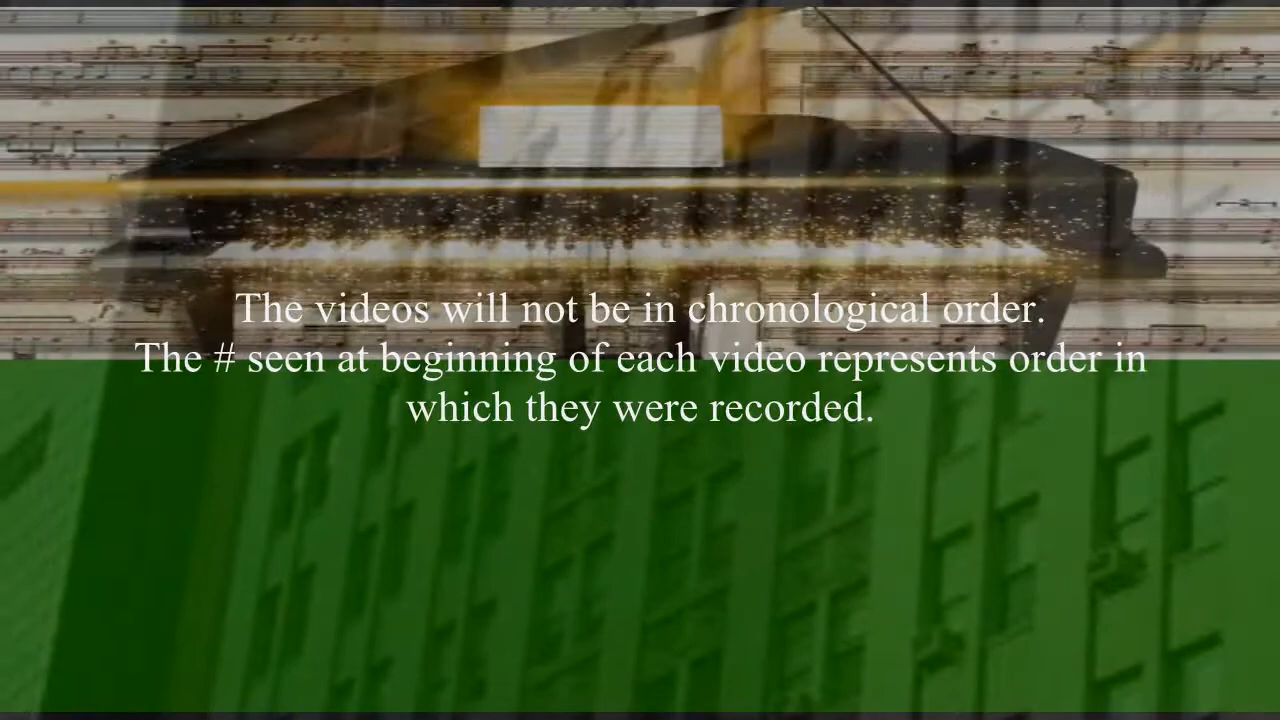 The videos will not be in chronological order.
The # seen at beginning of each video represents order in
which they were recorded.